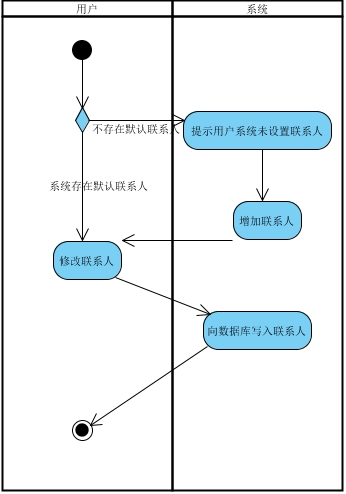 用户
系统
不存在默认联系人
提示用户系统未设置联系人
系统存在默认联系人
增加联系人
修改联系人
向数据库写入联系人